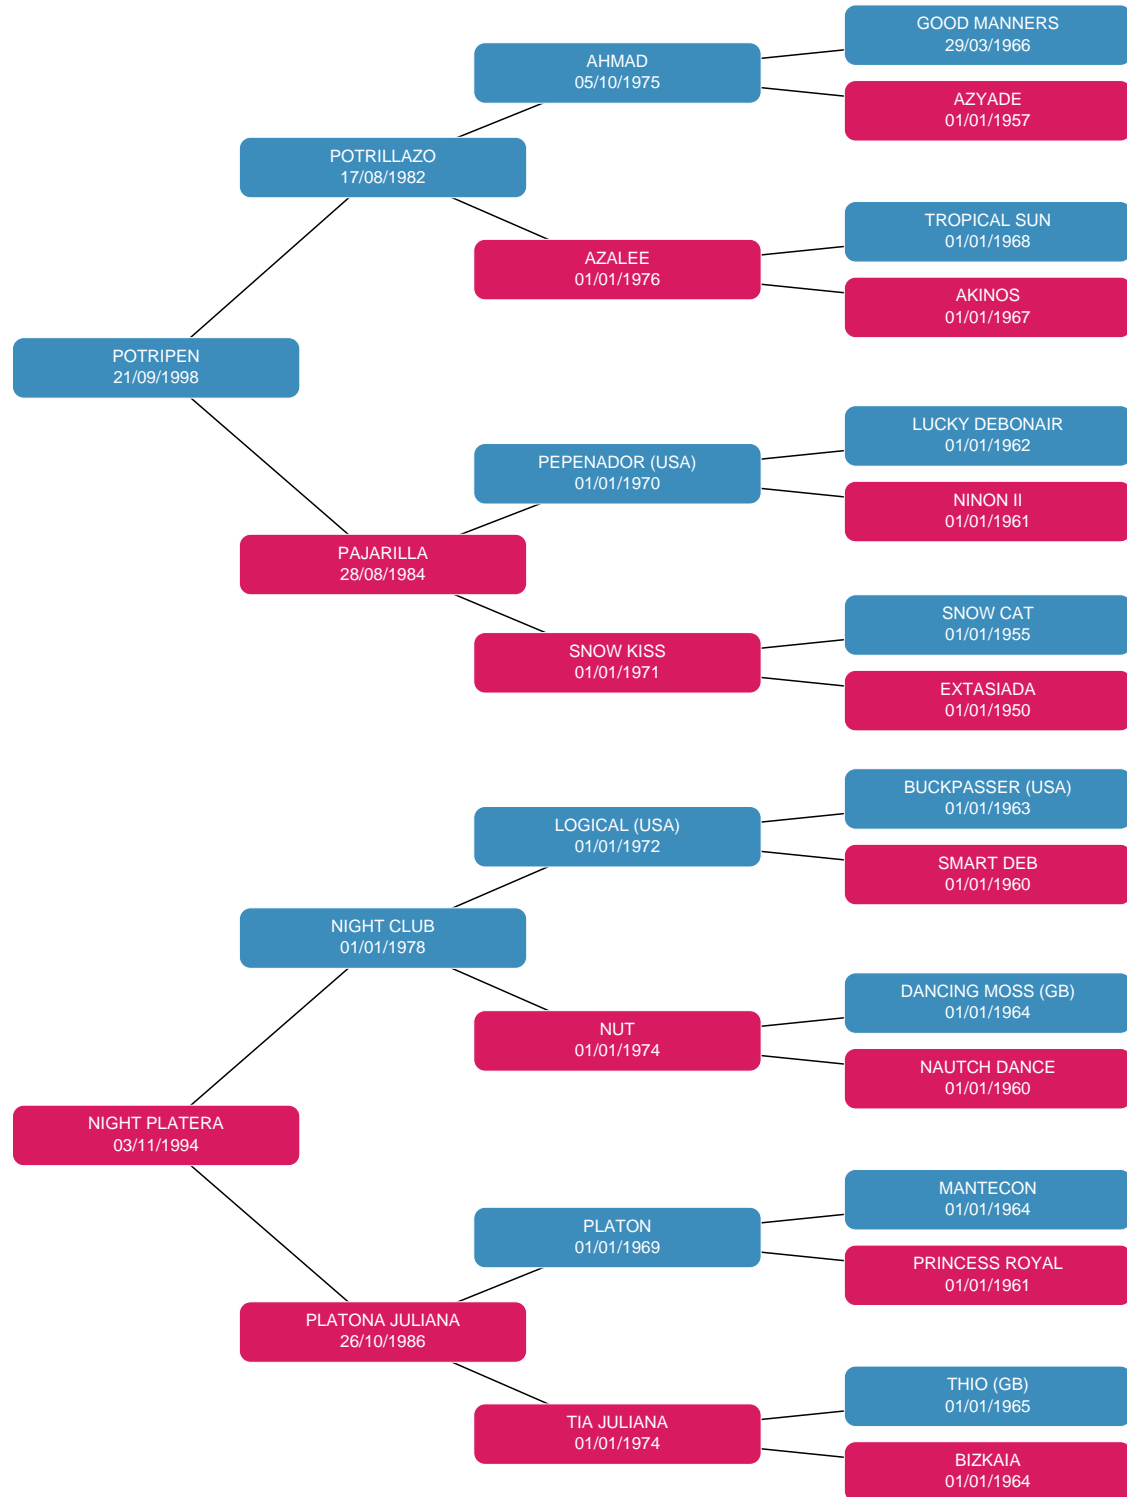 GOOD MANNERS
29/03/1966
AHMAD
05/10/1975
AZYADE
01/01/1957
POTRILLAZO
17/08/1982
TROPICAL SUN
01/01/1968
AZALEE
01/01/1976
AKINOS
01/01/1967
POTRIPEN
21/09/1998
LUCKY DEBONAIR
01/01/1962
PEPENADOR (USA)
01/01/1970
NINON II
01/01/1961
PAJARILLA
28/08/1984
SNOW CAT
01/01/1955
SNOW KISS
01/01/1971
EXTASIADA
01/01/1950
BUCKPASSER (USA)
01/01/1963
LOGICAL (USA)
01/01/1972
SMART DEB
01/01/1960
NIGHT CLUB
01/01/1978
DANCING MOSS (GB)
01/01/1964
NUT
01/01/1974
NAUTCH DANCE
01/01/1960
NIGHT PLATERA
03/11/1994
MANTECON
01/01/1964
PLATON
01/01/1969
PRINCESS ROYAL
01/01/1961
PLATONA JULIANA
26/10/1986
THIO (GB)
01/01/1965
TIA JULIANA
01/01/1974
BIZKAIA
01/01/1964